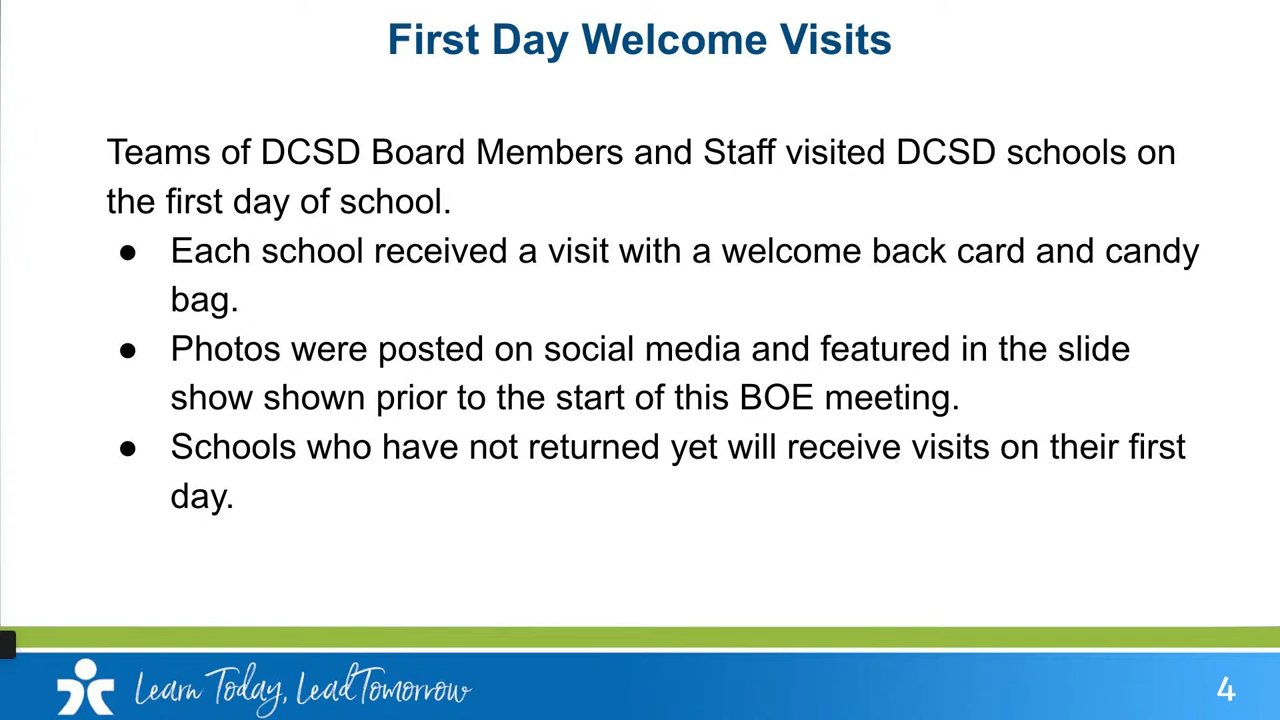 First Day Welcome Visits
Teams of DCSD Board Members and Staff visited DCSD schools on
the first day of school.
● Each school received a visit with a welcome back card and candy
bag.
● Photos were posted on social media and featured in the slide
show shown prior to the start of this BOE meeting.
● Schools who have not returned yet will receive visits on their first
day.
Learn Today, Lead Tomorrow
4